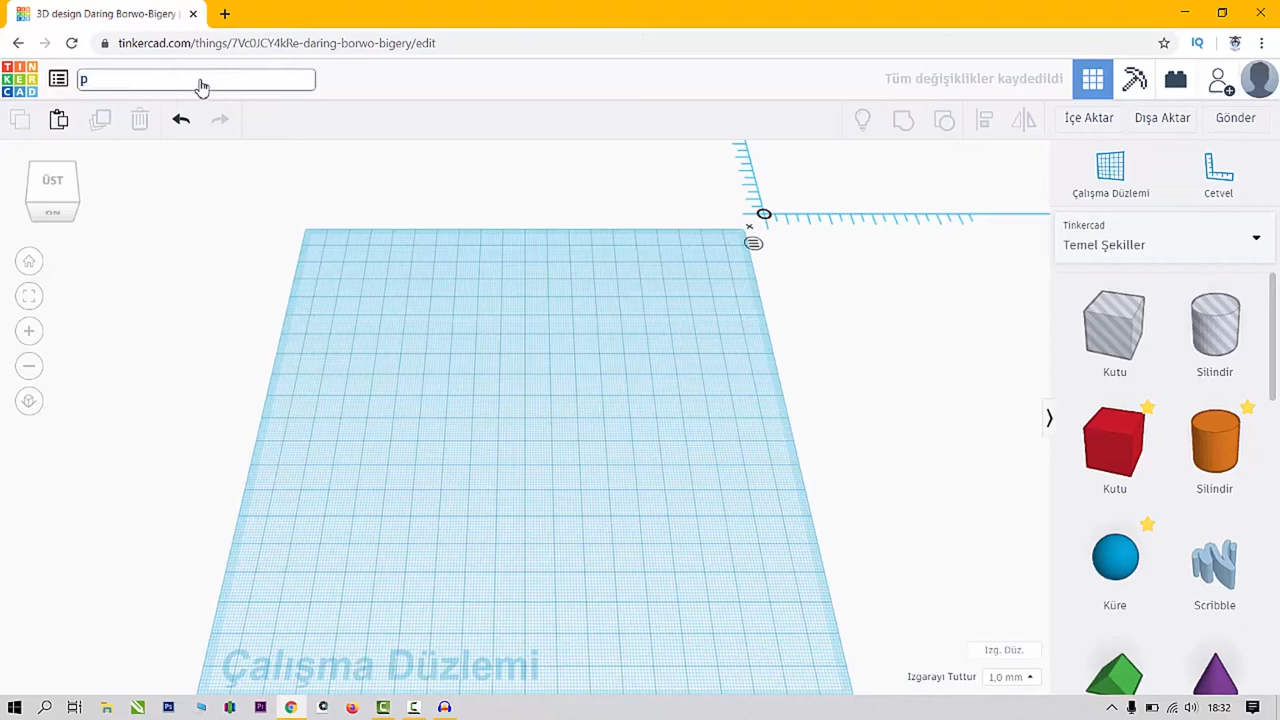 3D design Daring Borwo-Bigery |
tinkercad.com/things/7Vc0JCY4kRe-daring-borwo-bigery/edit
IQ
TIN
KER
CAD
p
Tüm değişiklikler kaydedildi
İçe Aktar
Dışa Aktar
Gönder
ÜST
ÖN
Çalışma Düzlemi
Cetvel
Tinkercad
Temel Şekiller
Kutu
Silindir
Kutu
Silindir
Küre
Scribble
Çalışma Düzlemi
Izg. Düz.
Izgarayı Tuttur
1,0 mm
18:32